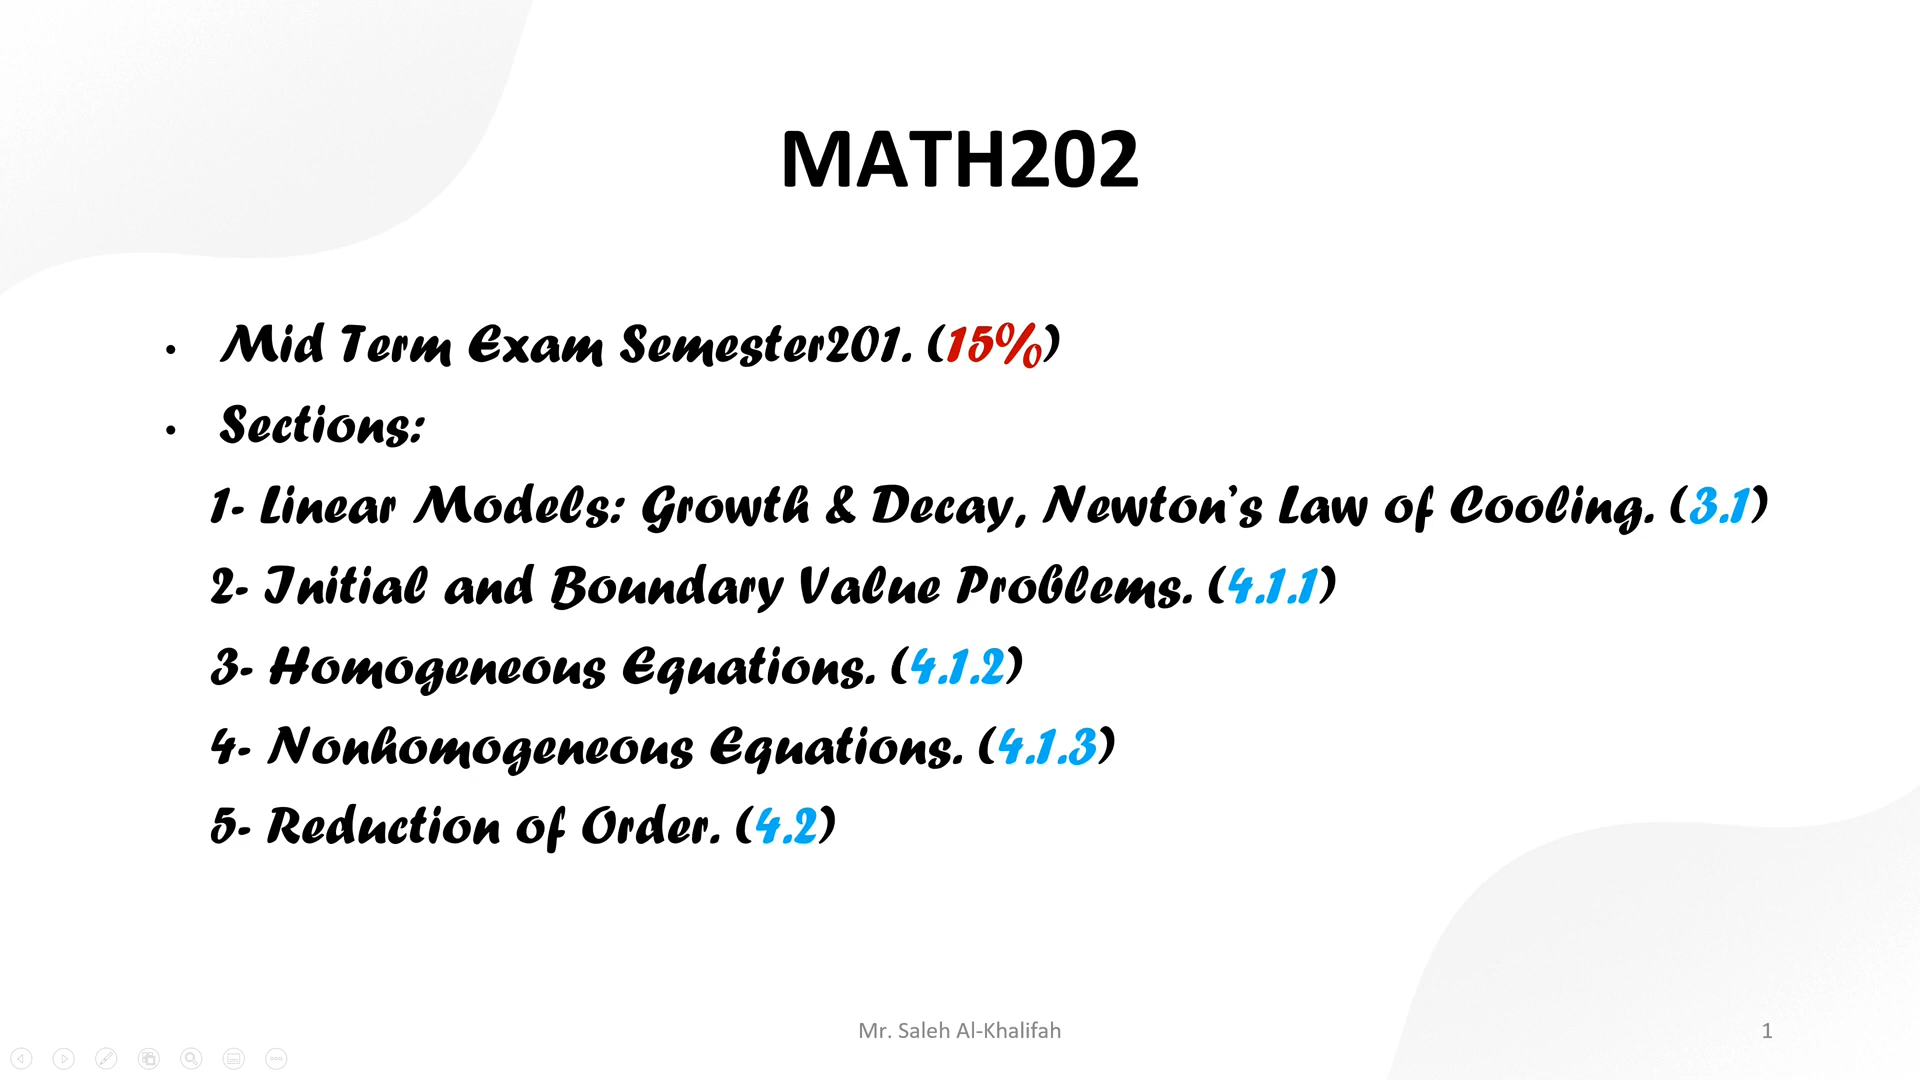 MATH202
• Mid Term Exam Semester201. (15%)
• Sections:
1- Linear Models: Growth & Decay, Newton’s Law of Cooling. (3.1)
2- Initial and Boundary Value Problems. (4.1.1)
3- Homogeneous Equations. (4.1.2)
4- Nonhomogeneous Equations. (4.1.3)
5- Reduction of Order. (4.2)
Mr. Saleh Al-Khalifah
1